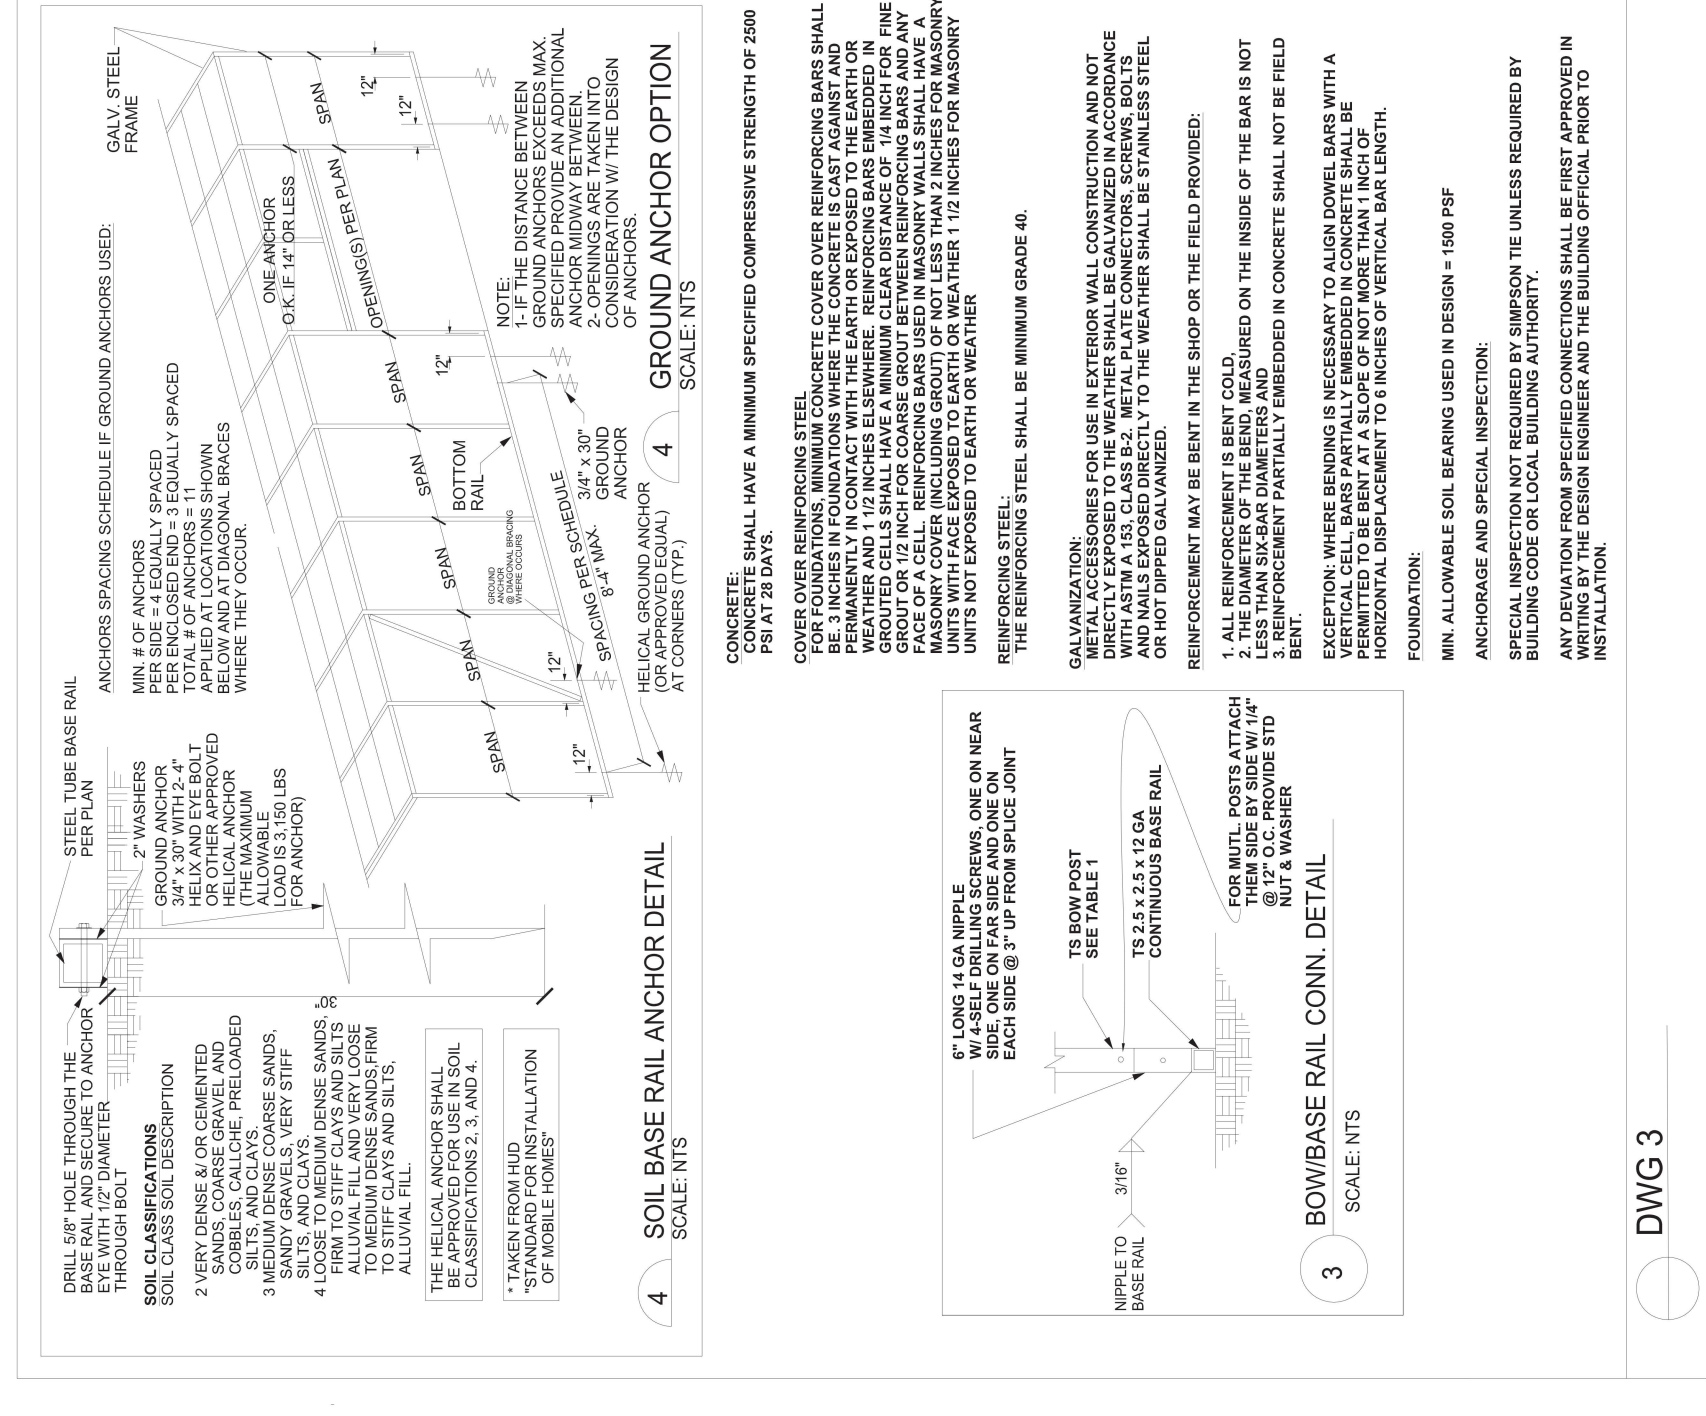 DRILL 5/8" HOLE THROUGH THE
BASE RAIL AND SECURE TO ANCHOR
EYE WITH 1/2" DIAMETER
THROUGH BOLT
SOIL CLASSIFICATIONS
SOIL CLASS SOIL DESCRIPTION
2 VERY DENSE &/ OR CEMENTED
SANDS, COARSE GRAVEL AND
COBBLES, CALLCHE, PRELOADED
SILTS, AND CLAYS.
3 MEDIUM DENSE COARSE SANDS,
SANDY GRAVELS, VERY STIFF
SILTS, AND CLAYS.
4 LOOSE TO MEDIUM DENSE SANDS,
FIRM TO STIFF CLAYS AND SILTS
ALLUVIAL FILL AND VERY LOOSE
TO MEDIUM DENSE SANDS,FIRM
TO STIFF CLAYS AND SILTS,
ALLUVIAL FILL.
THE HELICAL ANCHOR SHALL
BE APPROVED FOR USE IN SOIL
CLASSIFICATIONS 2, 3, AND 4.
* TAKEN FROM HUD
"STANDARD FOR INSTALLATION
OF MOBILE HOMES"
30"
STEEL TUBE BASE RAIL
PER PLAN
2" WASHERS
GROUND ANCHOR
3/4" x 30" WITH 2- 4"
HELIX AND EYE BOLT
OR OTHER APPROVED
HELICAL ANCHOR
(THE MAXIMUM
ALLOWABLE
LOAD IS 3,150 LBS
FOR ANCHOR)
4
SOIL BASE RAIL ANCHOR DETAIL
SCALE: NTS
ANCHORS SPACING SCHEDULE IF GROUND ANCHORS USED:
MIN. # OF ANCHORS
PER SIDE = 4 EQUALLY SPACED
PER ENCLOSED END = 3 EQUALLY SPACED
TOTAL # OF ANCHORS = 11
APPLIED AT LOCATIONS SHOWN
BELOW AND AT DIAGONAL BRACES
WHERE THEY OCCUR.
GALV. STEEL
FRAME
ONE ANCHOR
O.K. IF 14" OR LESS
SPAN
SPAN
SPAN
SPAN
SPAN
OPENING(S) PER PLAN
SPAN
12"
12"
12"
12"
12"
BOTTOM
RAIL
GROUND
ANCHOR
@ DIAGONAL BRACING
WHERE OCCURS
SPACING PER SCHEDULE
8'-4" MAX.
3/4" x 30"
GROUND
ANCHOR
HELICAL GROUND ANCHOR
(OR APPROVED EQUAL)
AT CORNERS (TYP.)
NOTE:
1- IF THE DISTANCE BETWEEN
GROUND ANCHORS EXCEEDS MAX.
SPECIFIED PROVIDE AN ADDITIONAL
ANCHOR MIDWAY BETWEEN.
2- OPENINGS ARE TAKEN INTO
CONSIDERATION W/ THE DESIGN
OF ANCHORS.
4
GROUND ANCHOR OPTION
SCALE: NTS
CONCRETE:
CONCRETE SHALL HAVE A MINIMUM SPECIFIED COMPRESSIVE STRENGTH OF 2500
PSI AT 28 DAYS.
COVER OVER REINFORCING STEEL
FOR FOUNDATIONS, MINIMUM CONCRETE COVER OVER REINFORCING BARS SHALL
BE. 3 INCHES IN FOUNDATIONS WHERE THE CONCRETE IS CAST AGAINST AND
PERMANENTLY IN CONTACT WITH THE EARTH OR EXPOSED TO THE EARTH OR
WEATHER AND 1 1/2 INCHES ELSEWHERE. REINFORCING BARS EMBEDDED IN
GROUTED CELLS SHALL HAVE A MINIMUM CLEAR DISTANCE OF 1/4 INCH FOR FINE
GROUT OR 1/2 INCH FOR COARSE GROUT BETWEEN REINFORCING BARS AND ANY
FACE OF A CELL. REINFORCING BARS USED IN MASONRY WALLS SHALL HAVE A
MASONRY COVER (INCLUDING GROUT) OF NOT LESS THAN 2 INCHES FOR MASONRY
UNITS WITH FACE EXPOSED TO EARTH OR WEATHER 1 1/2 INCHES FOR MASONRY
UNITS NOT EXPOSED TO EARTH OR WEATHER
REINFORCING STEEL:
THE REINFORCING STEEL SHALL BE MINIMUM GRADE 40.
GALVANIZATION:
METAL ACCESSORIES FOR USE IN EXTERIOR WALL CONSTRUCTION AND NOT
DIRECTLY EXPOSED TO THE WEATHER SHALL BE GALVANIZED IN ACCORDANCE
WITH ASTM A 153, CLASS B-2. METAL PLATE CONNECTORS, SCREWS, BOLTS
AND NAILS EXPOSED DIRECTLY TO THE WEATHER SHALL BE STAINLESS STEEL
OR HOT DIPPED GALVANIZED.
REINFORCEMENT MAY BE BENT IN THE SHOP OR THE FIELD PROVIDED:
1. ALL REINFORCEMENT IS BENT COLD,
2. THE DIAMETER OF THE BEND, MEASURED ON THE INSIDE OF THE BAR IS NOT
LESS THAN SIX-BAR DIAMETERS AND
3. REINFORCEMENT PARTIALLY EMBEDDED IN CONCRETE SHALL NOT BE FIELD
BENT.
EXCEPTION: WHERE BENDING IS NECESSARY TO ALIGN DOWEL BARS WITH A
VERTICAL CELL, BARS PARTIALLY EMBEDDED IN CONCRETE SHALL BE
PERMITTED TO BE BENT AT A SLOPE OF NOT MORE THAN 1 INCH OF
HORIZONTAL DISPLACEMENT TO 6 INCHES OF VERTICAL BAR LENGTH.
FOUNDATION:
MIN. ALLOWABLE SOIL BEARING USED IN DESIGN = 1500 PSF
ANCHORAGE AND SPECIAL INSPECTION:
SPECIAL INSPECTION NOT REQUIRED BY SIMPSON TIE UNLESS REQUIRED BY
BUILDING CODE OR LOCAL BUILDING AUTHORITY.
ANY DEVIATION FROM SPECIFIED CONNECTIONS SHALL BE FIRST APPROVED IN
WRITING BY THE DESIGN ENGINEER AND THE BUILDING OFFICIAL PRIOR TO
INSTALLATION.
6" LONG 14 GA NIPPLE
W/ 4-SELF DRILLING SCREWS, ONE ON NEAR
SIDE, ONE ON FAR SIDE AND ONE ON
EACH SIDE @ 3" UP FROM SPLICE JOINT
TS BOW POST
SEE TABLE 1
TS 2.5 x 2.5 x 12 GA
CONTINUOUS BASE RAIL
FOR MUTL. POSTS ATTACH
THEM SIDE BY SIDE W/ 1/4"
@ 12" O.C. PROVIDE STD
NUT & WASHER
NIPPLE TO
BASE RAIL
3/16"
3
BOW/BASE RAIL CONN. DETAIL
SCALE: NTS
DWG 3